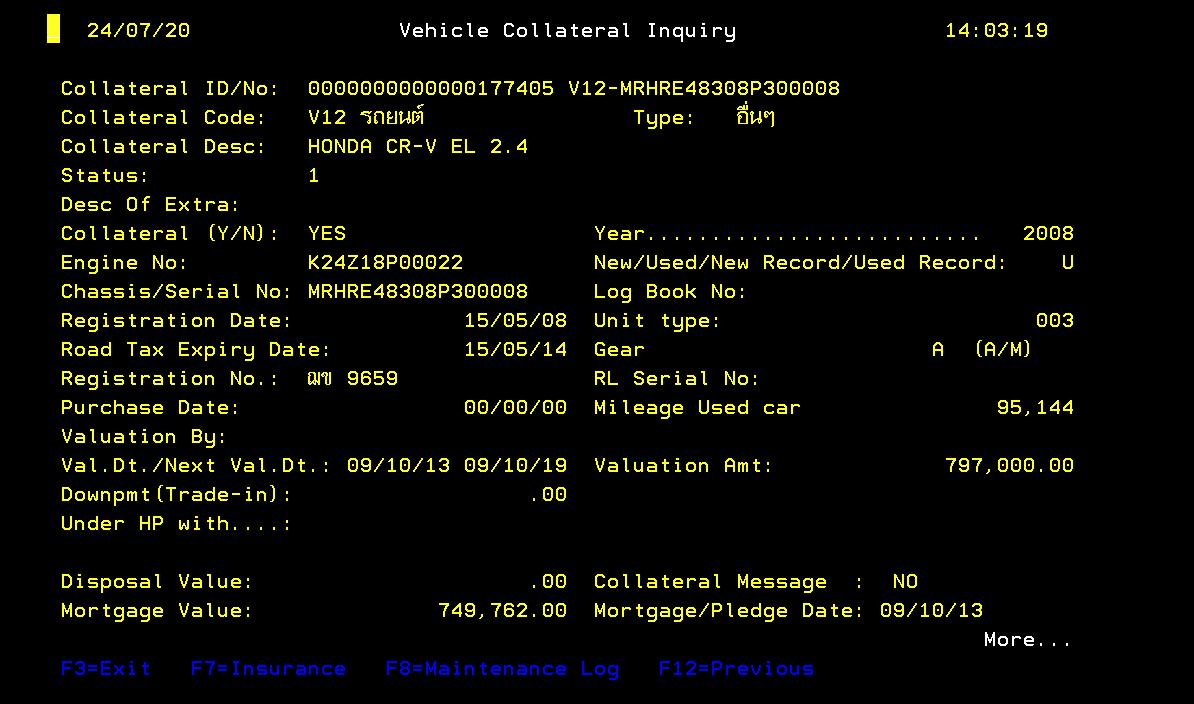 24/07/20 Vehicle Collateral Inquiry 14:03:19
Collateral ID/No: 0000000000000177405 V12-MRHRE48308P300008
Collateral Code: V12 รถยนต์ Type: อื่นๆ
Collateral Desc: HONDA CR-V EL 2.4
Status: 1
Desc Of Extra:
Collateral (Y/N): YES Year.......................... 2008
Engine No: K24Z18P00022 New/Used/New Record/Used Record: U
Chassis/Serial No: MRHRE48308P300008 Log Book No:
Registration Date: 15/05/08 Unit type: 003
Road Tax Expiry Date: 15/05/14 Gear A (A/M)
Registration No.: ฌข 9659 RL Serial No:
Purchase Date: 00/00/00 Mileage Used car 95,144
Valuation By:
Val.Dt./Next Val.Dt.: 09/10/13 09/10/19 Valuation Amt: 797,000.00
Downpmt(Trade-in): .00
Under HP with....:
Disposal Value: .00 Collateral Message : NO
Mortgage Value: 749,762.00 Mortgage/Pledge Date: 09/10/13
More...
F3=Exit F7=Insurance F8=Maintenance Log F12=Previous